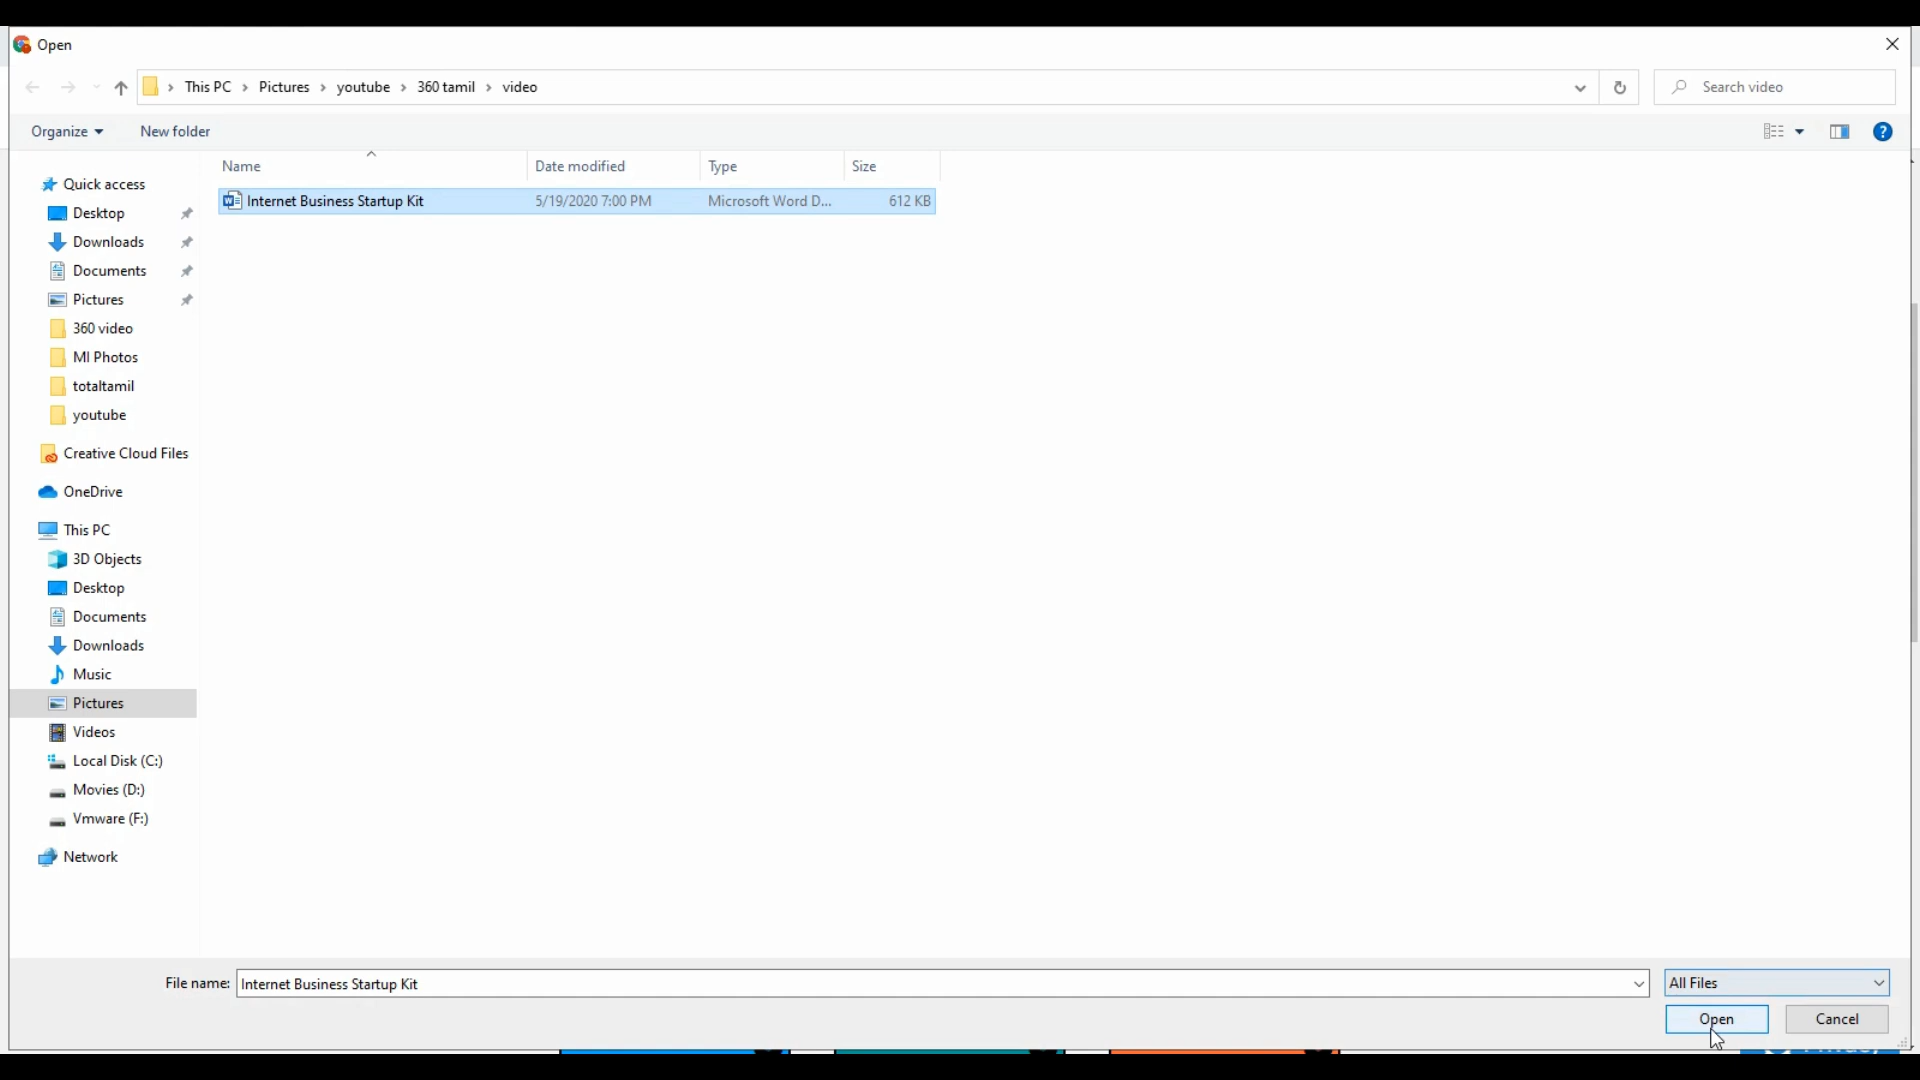 Open
This PC > Pictures > youtube > 360 tamil > video
Search video
Organize
New folder
Name
Date modified
Type
Size
Internet Business Startup Kit
5/19/2020 7:00 PM
Microsoft Word D...
612 KB
Quick access
Desktop
Downloads
Documents
Pictures
360 video
MI Photos
totaltamil
youtube
Creative Cloud Files
OneDrive
This PC
3D Objects
Desktop
Documents
Downloads
Music
Pictures
Videos
Local Disk (C:)
Movies (D:)
Vmware (F:)
Network
File name: Internet Business Startup Kit
All Files
Open
Cancel